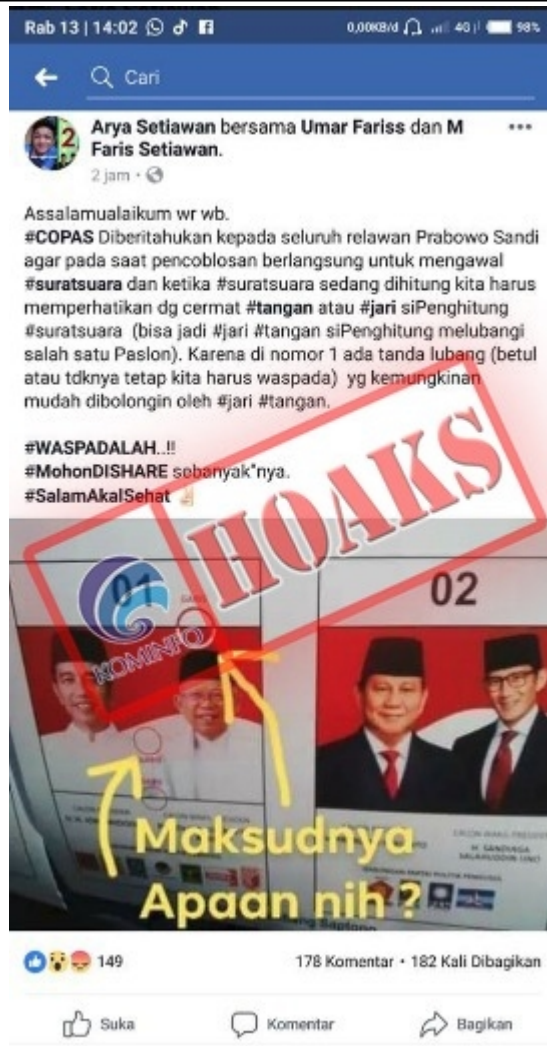 Rab 13 | 14:02
0,00KB/d 4G 98%
Cari
Arya Setiawan bersama Umar Fariss dan M
Faris Setiawan.
2 jam
Assalamualaikum wr wb.
#COPAS Diberitahukan kepada seluruh relawan Prabowo Sandi
agar pada saat pencoblosan berlangsung untuk mengawal
#suratsuara dan ketika #suratsuara sedang dihitung kita harus
memperhatikan dg cermat #tangan atau #jari siPenghitung
#suratsuara (bisa jadi #jari #tangan siPenghitung melubangi
salah satu Paslon). Karena di nomor 1 ada tanda lubang (betul
atau tdknya tetap kita harus waspada) yg kemungkinan
mudah dibolongin oleh #jari #tangan.
#WASPADALAH..!!
#MohonDISHARE sebanyak"nya.
#SalamAkalSehat
HOAKS
KOMINFO
01
02
Maksudnya
Apaan nih ?
149
178 Komentar • 182 Kali Dibagikan
Suka
Komentar
Bagikan